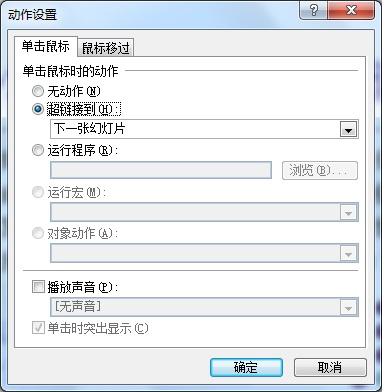 动作设置
单击鼠标 鼠标移过
单击鼠标时的动作
无动作(N)
超链接到(H):
下一张幻灯片
运行程序(R):
浏览(B)...
运行宏(M):
对象动作(A):
播放声音(P):
[无声音]
单击时突出显示(C)
确定 取消